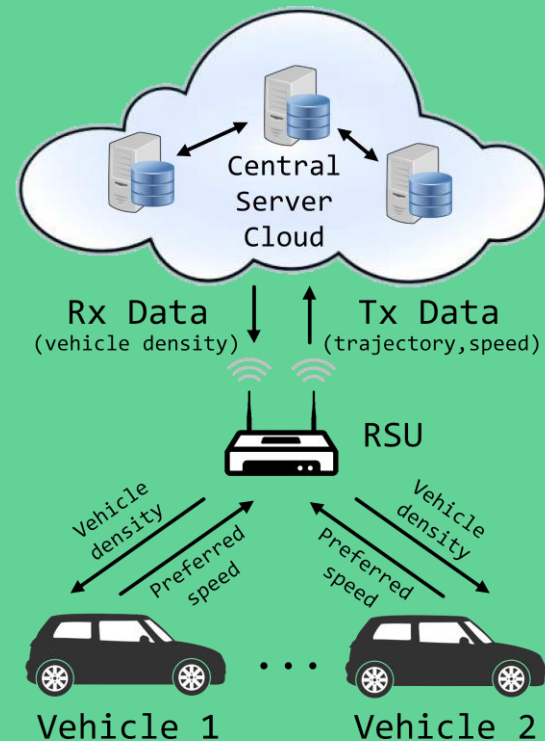 Central
Server
Cloud
Rx Data
(vehicle density)
Tx Data
(trajectory,speed)
RSU
Vehicle
density
Preferred
speed
Preferred
speed
Vehicle
density
...
Vehicle 1
Vehicle 2